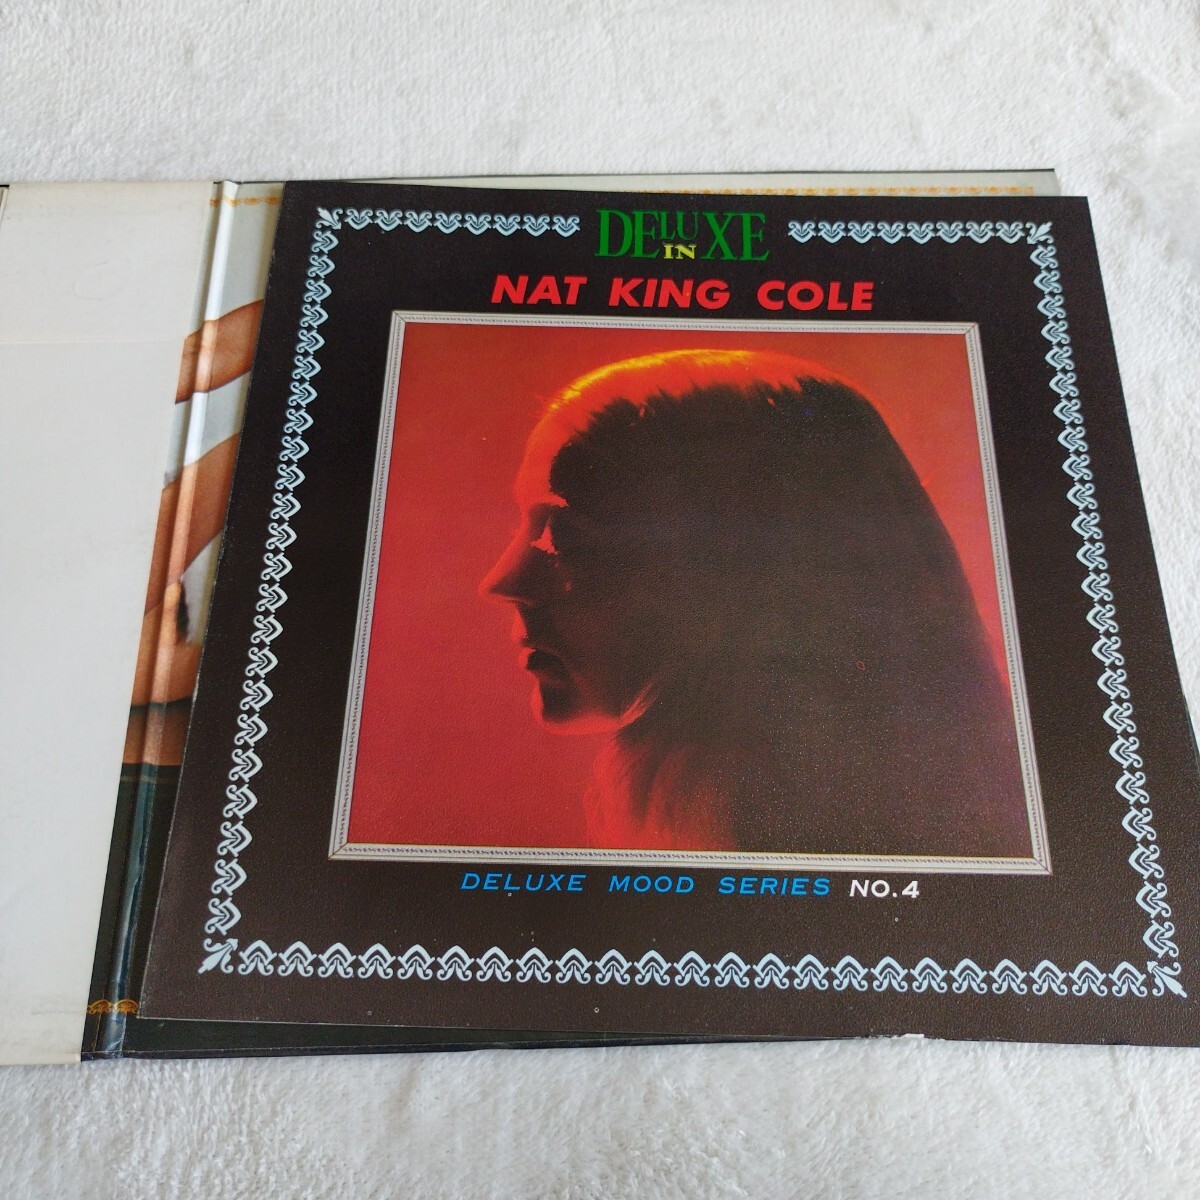 DELUXE
IN
NAT KING COLE
DELUXE MOOD SERIES NO.4